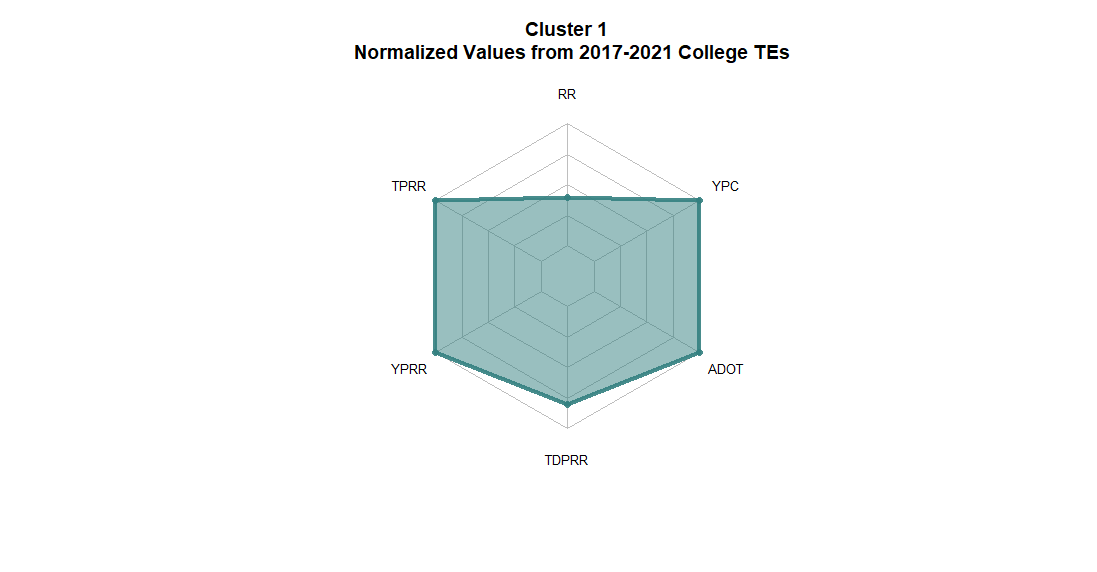 Cluster 1
Normalized Values from 2017-2021 College TEs
RR
TPRR
YPC
YPRR
ADOT
TDPRR